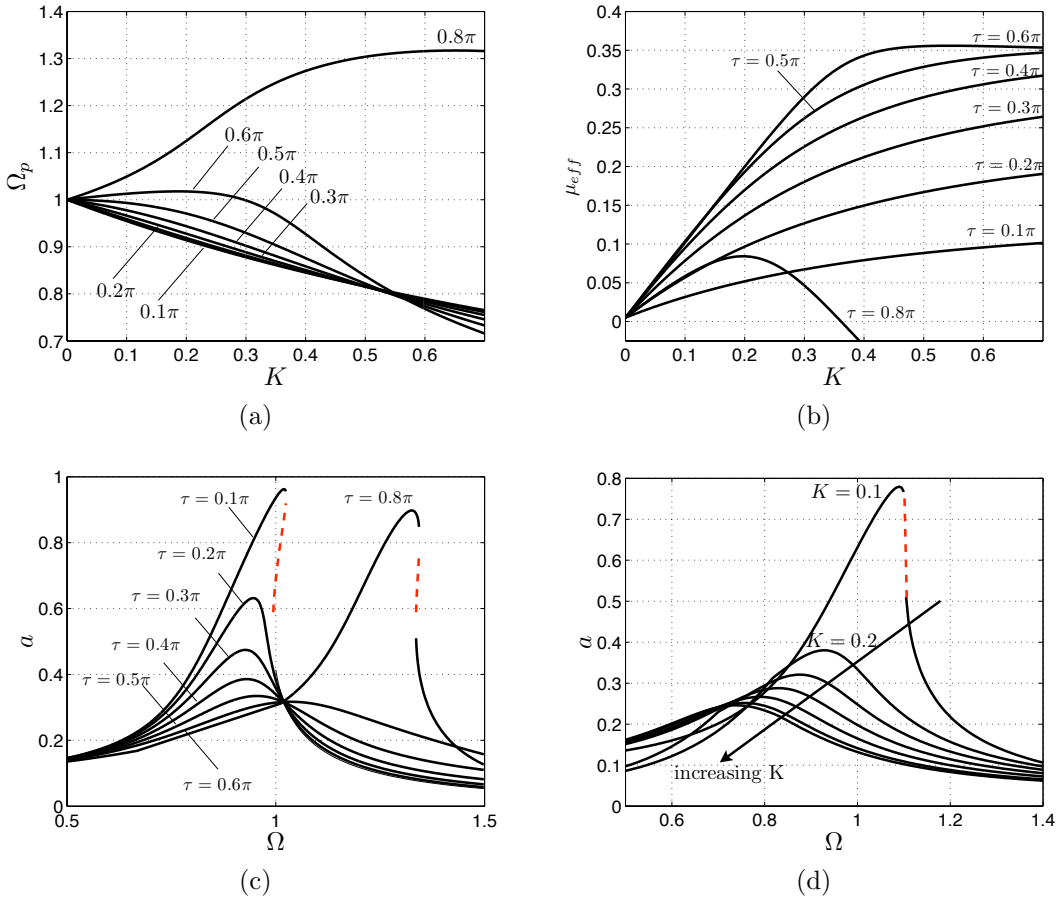 1.4
1.3
1.2
1.1
1
0.9
0.8
0.7
Ω_p
0.8π
0.6π
0.5π
0.4π
0.3π
0.2π
0.1π
0 0.1 0.2 0.3 0.4 0.5 0.6
K
(a)
0.4
0.35
0.3
0.25
0.2
0.15
0.1
0.05
0
μ_eff
τ = 0.6π
τ = 0.5π
τ = 0.4π
τ = 0.3π
τ = 0.2π
τ = 0.1π
τ = 0.8π
0 0.1 0.2 0.3 0.4 0.5 0.6 0.7
K
(b)
1
0.8
0.6
0.4
0.2
0
a
τ = 0.1π
τ = 0.8π
τ = 0.2π
τ = 0.3π
τ = 0.4π
τ = 0.5π
τ = 0.6π
0.5 1 1.5
Ω
(c)
0.8
0.7
0.6
0.5
0.4
0.3
0.2
0.1
0
a
K = 0.1
K = 0.2
increasing K
0.6 0.8 1 1.2 1.4
Ω
(d)